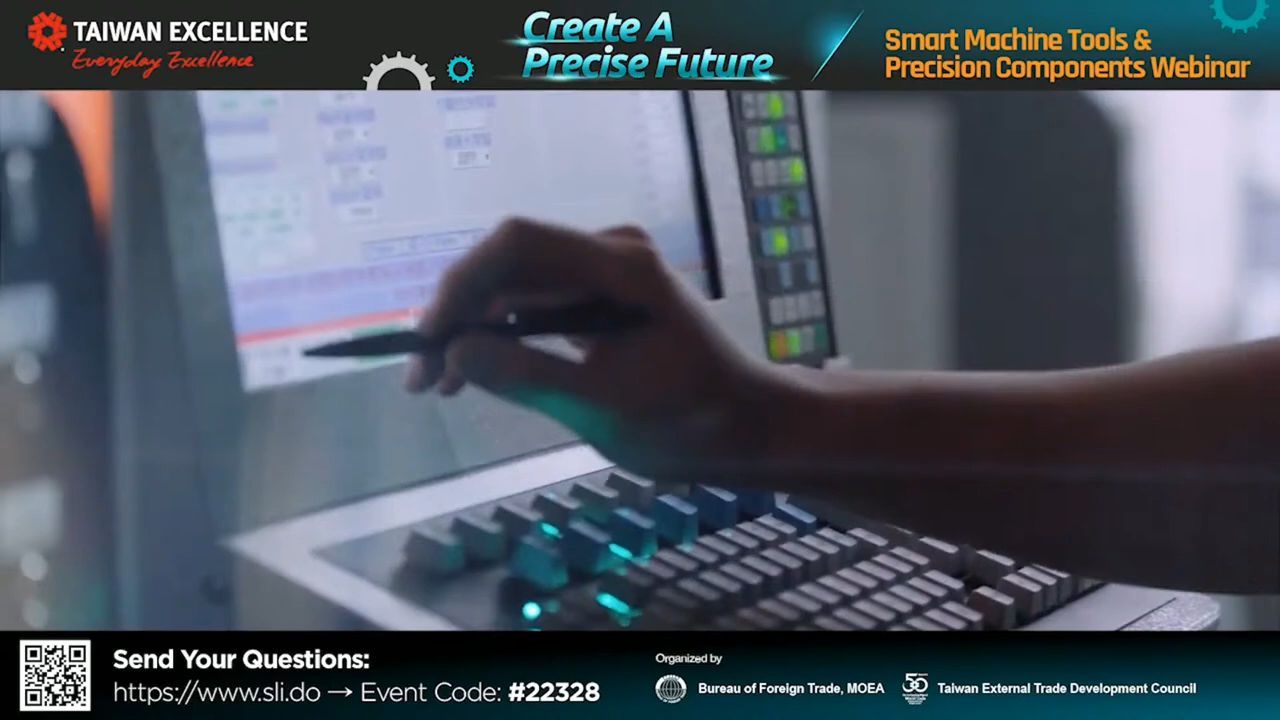 TAIWAN EXCELLENCE
Everyday Excellence
Create A
Precise Future
Smart Machine Tools &
Precision Components Webinar
Send Your Questions:
https://www.sli.do → Event Code: #22328
Organized by
Bureau of Foreign Trade, MOEA
50
Taiwan External Trade Development Council